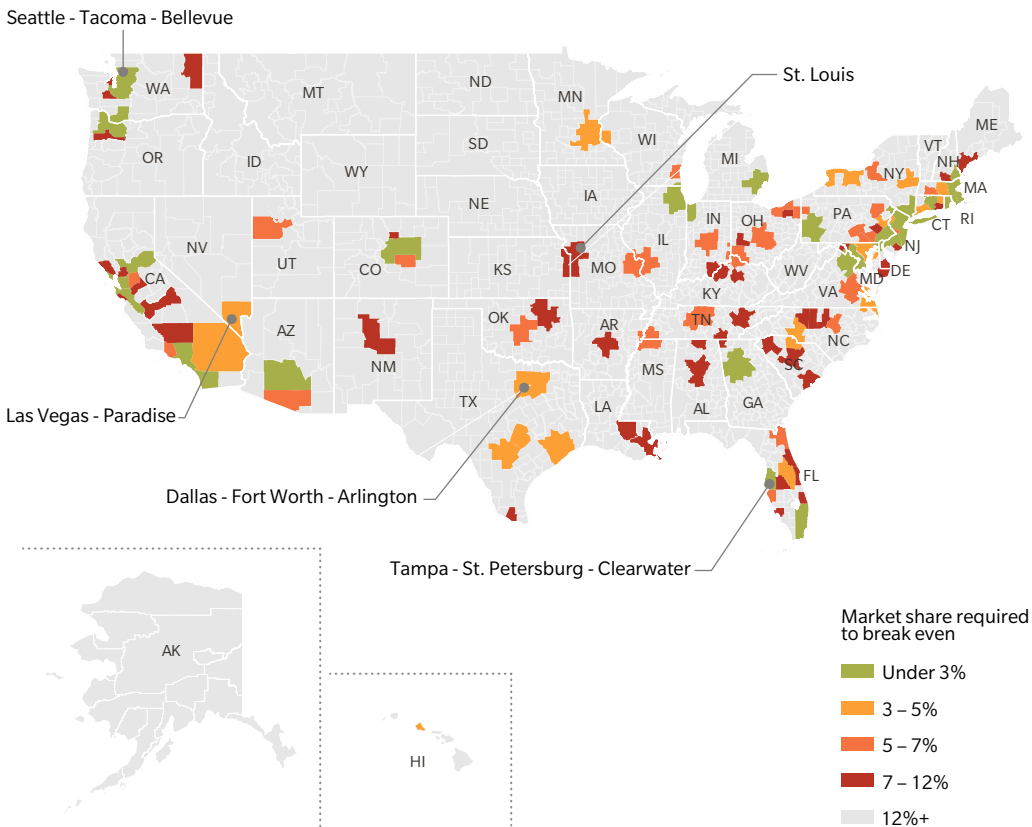 Seattle - Tacoma - Bellevue
St. Louis
WA
MT
ND
MN
WI
MI
VT
ME
NH
NY
MA
RI
CT
OR
ID
WY
SD
IA
NE
PA
NJ
NV
UT
CO
KS
MO
IL
IN
OH
WV
DE
MD
VA
KY
CA
AZ
NM
OK
AR
TN
NC
SC
MS
AL
GA
TX
LA
FL
Las Vegas - Paradise
Dallas - Fort Worth - Arlington
Tampa - St. Petersburg - Clearwater
AK
HI
Market share required
to break even
Under 3%
3 – 5%
5 – 7%
7 – 12%
12%+